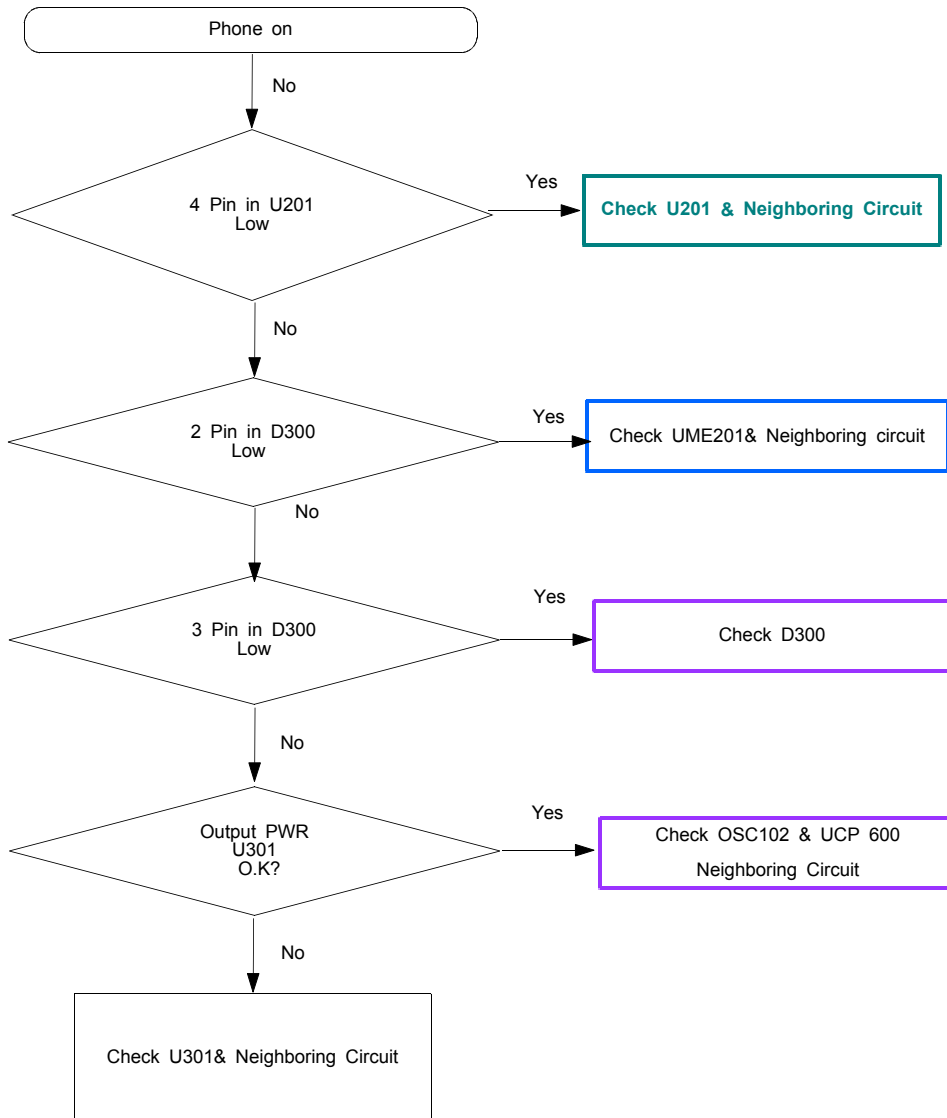 Phone on
No
4 Pin in U201
Low
Yes
Check U201 & Neighboring Circuit
No
2 Pin in D300
Low
Yes
Check UME201& Neighboring circuit
No
3 Pin in D300
Low
Yes
Check D300
No
Output PWR
U301
O.K?
Yes
Check OSC102 & UCP 600
Neighboring Circuit
No
Check U301& Neighboring Circuit